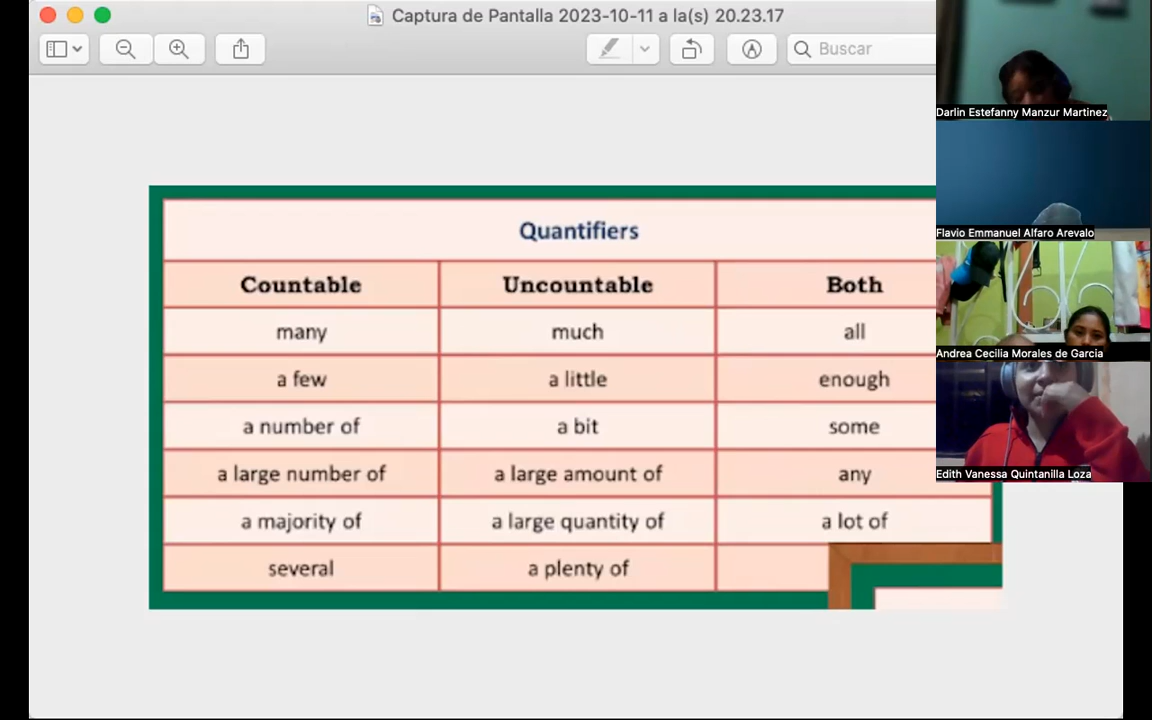 Captura de Pantalla 2023-10-11 a la(s) 20.23.17
Buscar
Darlin Estefanny Manzur Martinez
Flavio Emmanuel Alfaro Arevalo
Andrea Cecilia Morales de Garcia
Edith Vanessa Quintanilla Loza
Quantifiers
Countable Uncountable Both
many much all
a few a little enough
a number of a bit some
a large number of a large amount of any
a majority of a large quantity of a lot of
several a plenty of